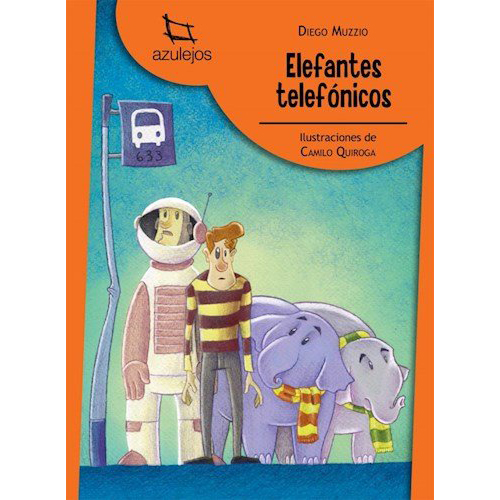 DIEGO MUZZIO
azulejos
Elefantes
telefónicos
Ilustraciones de
CAMILO QUIROGA
633